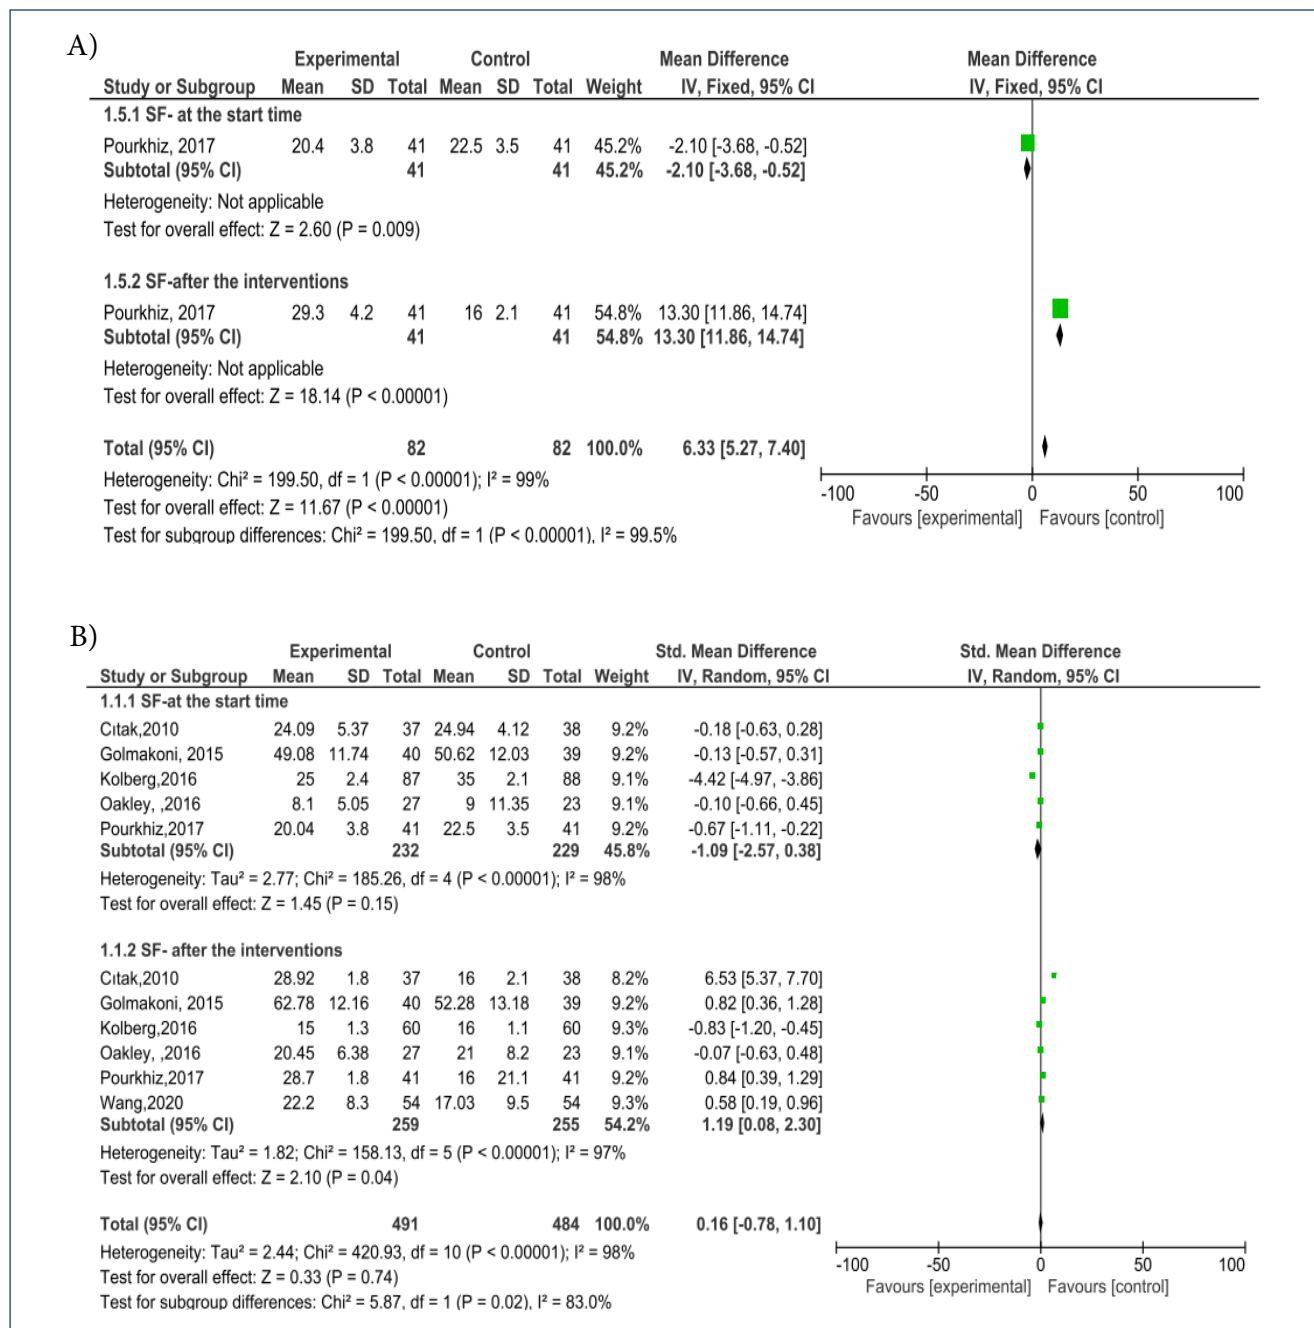 A)
Experimental Control Mean Difference Mean Difference
Study or Subgroup Mean SD Total Mean SD Total Weight IV, Fixed, 95% CI IV, Fixed, 95% CI
1.5.1 SF- at the start time
Pourkhiz, 2017 20.4 3.8 41 22.5 3.5 41 45.2% -2.10 [-3.68, -0.52]
Subtotal (95% CI) 41 41 45.2% -2.10 [-3.68, -0.52]
Heterogeneity: Not applicable
Test for overall effect: Z = 2.60 (P = 0.009)
1.5.2 SF-after the interventions
Pourkhiz, 2017 29.3 4.2 41 16 2.1 41 54.8% 13.30 [11.86, 14.74]
Subtotal (95% CI) 41 41 54.8% 13.30 [11.86, 14.74]
Heterogeneity: Not applicable
Test for overall effect: Z = 18.14 (P < 0.00001)
Total (95% CI) 82 82 100.0% 6.33 [5.27, 7.40]
Heterogeneity: Chi² = 199.50, df = 1 (P < 0.00001); I² = 99%
Test for overall effect: Z = 11.67 (P < 0.00001)
Test for subgroup differences: Chi² = 199.50, df = 1 (P < 0.00001), I² = 99.5%
-100 -50 0 50 100
Favours [experimental] Favours [control]
B)
Experimental Control Std. Mean Difference Std. Mean Difference
Study or Subgroup Mean SD Total Mean SD Total Weight IV, Random, 95% CI IV, Random, 95% CI
1.1.1 SF-at the start time
Cıtak,2010 24.09 5.37 37 24.94 4.12 38 9.2% -0.18 [-0.63, 0.28]
Golmakoni, 2015 49.08 11.74 40 50.62 12.03 39 9.2% -0.13 [-0.57, 0.31]
Kolberg,2016 25 2.4 87 35 2.1 88 9.1% -4.42 [-4.97, -3.86]
Oakley, ,2016 8.1 5.05 27 9 11.35 23 9.1% -0.10 [-0.66, 0.45]
Pourkhiz,2017 20.04 3.8 41 22.5 3.5 41 9.2% -0.67 [-1.11, -0.22]
Subtotal (95% CI) 232 229 45.8% -1.09 [-2.57, 0.38]
Heterogeneity: Tau² = 2.77; Chi² = 185.26, df = 4 (P < 0.00001); I² = 98%
Test for overall effect: Z = 1.45 (P = 0.15)
1.1.2 SF- after the interventions
Cıtak,2010 28.92 1.8 37 16 2.1 38 8.2% 6.53 [5.37, 7.70]
Golmakoni, 2015 62.78 12.16 40 52.28 13.18 39 9.2% 0.82 [0.36, 1.28]
Kolberg,2016 15 1.3 60 16 1.1 60 9.3% -0.83 [-1.20, -0.45]
Oakley, ,2016 20.45 6.38 27 21 8.2 23 9.1% -0.07 [-0.63, 0.48]
Pourkhiz,2017 28.7 1.8 41 16 21.1 41 9.2% 0.84 [0.39, 1.29]
Wang,2020 22.2 8.3 54 17.03 9.5 54 9.3% 0.58 [0.19, 0.96]
Subtotal (95% CI) 259 255 54.2% 1.19 [0.08, 2.30]
Heterogeneity: Tau² = 1.82; Chi² = 158.13, df = 5 (P < 0.00001); I² = 97%
Test for overall effect: Z = 2.10 (P = 0.04)
Total (95% CI) 491 484 100.0% 0.16 [-0.78, 1.10]
Heterogeneity: Tau² = 2.44; Chi² = 420.93, df = 10 (P < 0.00001); I² = 98%
Test for overall effect: Z = 0.33 (P = 0.74)
Test for subgroup differences: Chi² = 5.87, df = 1 (P = 0.02), I² = 83.0%
-100 -50 0 50 100
Favours [experimental] Favours [control]